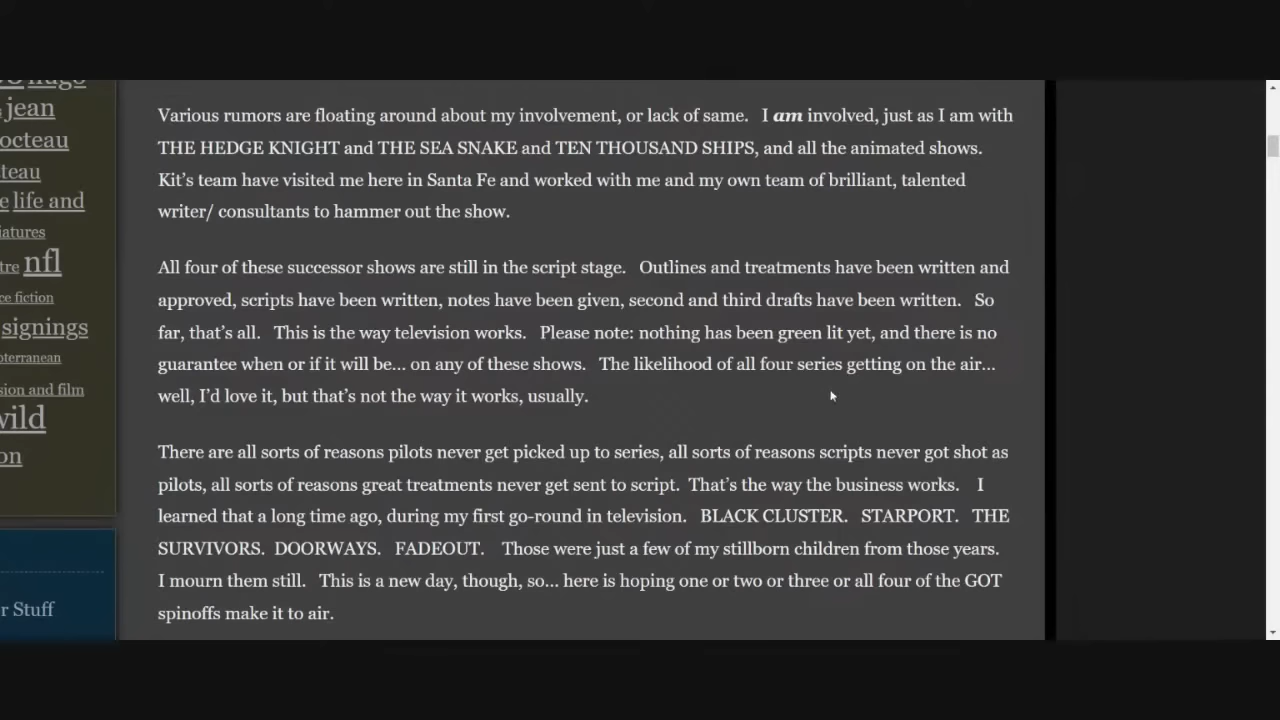 hugo
jean
octeau
teau
e life and
iatures
tre nfl
ce fiction
signings
oterranean
sion and film
wild
on
r Stuff
Various rumors are floating around about my involvement, or lack of same.   I am involved, just as I am with
THE HEDGE KNIGHT and THE SEA SNAKE and TEN THOUSAND SHIPS, and all the animated shows.
Kit’s team have visited me here in Santa Fe and worked with me and my own team of brilliant, talented
writer/ consultants to hammer out the show.
All four of these successor shows are still in the script stage.   Outlines and treatments have been written and
approved, scripts have been written, notes have been given, second and third drafts have been written.   So
far, that’s all.   This is the way television works.   Please note: nothing has been green lit yet, and there is no
guarantee when or if it will be… on any of these shows.   The likelihood of all four series getting on the air…
well, I’d love it, but that’s not the way it works, usually.
There are all sorts of reasons pilots never get picked up to series, all sorts of reasons scripts never got shot as
pilots, all sorts of reasons great treatments never get sent to script.  That’s the way the business works.    I
learned that a long time ago, during my first go-round in television.   BLACK CLUSTER.   STARPORT.   THE
SURVIVORS.  DOORWAYS.   FADEOUT.    Those were just a few of my stillborn children from those years.
I mourn them still.   This is a new day, though, so… here is hoping one or two or three or all four of the GOT
spinoffs make it to air.